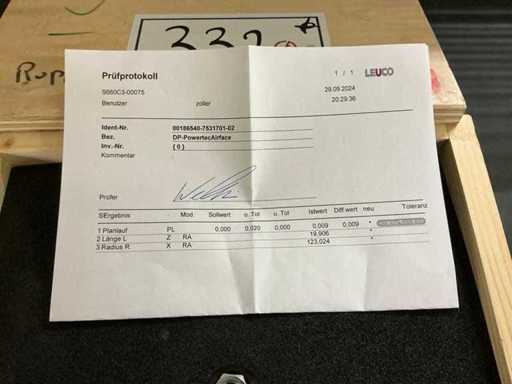 332
Prüfprotokoll
1 / 1 LEUCO
S660C3-00075
29.09.2024
Benutzer zoller
20:29:36
Ident-Nr. 00186540-7531701-02
Bez. DP-PowertecAirface
Inv.-Nr. (0)
Kommentar
Prüfer
S Ergebnis Mod. Sollwert u. Tol o. Tol Istwert Diff.wert neu Toleranz
1 Planlauf PL 0,000 0,020 0,000 0,009 0,009 *
2 Länge L Z RA 19,906 *
3 Radius R X RA 123,024